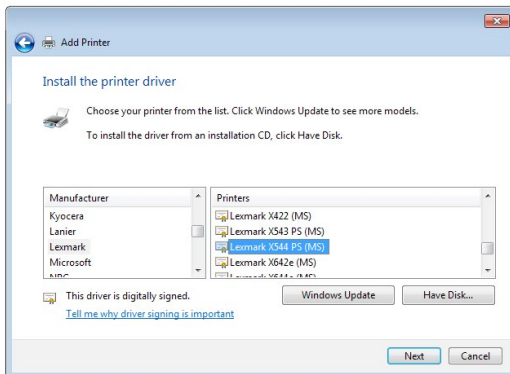 Add Printer
Install the printer driver
Choose your printer from the list. Click Windows Update to see more models.
To install the driver from an installation CD, click Have Disk.
Manufacturer
Kyocera
Lanier
Lexmark
Microsoft
Printers
Lexmark X422 (MS)
Lexmark X543 PS (MS)
Lexmark X544 PS (MS)
Lexmark X642e (MS)
This driver is digitally signed.
Tell me why driver signing is important
Windows Update
Have Disk...
Next
Cancel